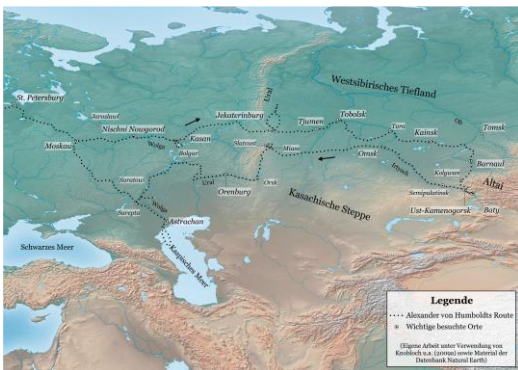 Westsibirisches Tiefland
Ural
St. Petersburg
Jaroslawl
Jekaterinburg
Tjumen
Tobolsk
Ob
Nischni Nowgorod
Kasan
Tara
Kainsk
Tomsk
Moskau
Wolga
Slatoust
Miass
Omsk
Barnaul
Bolgar
Kolywan
Saratow
Ural
Irtysch
Altai
Orenburg
Orsk
Semipalatinsk
Sarepta
Wolga
Kasachische Steppe
Ust-Kamenogorsk
Baty
Astrachan
Schwarzes Meer
Kaspisches Meer
Legende
Alexander von Humboldts Route
Wichtige besuchte Orte
(Eigene Arbeit unter Verwendung von
Knobloch u.a. (2009a) sowie Material der
Datenbank Natural Earth)